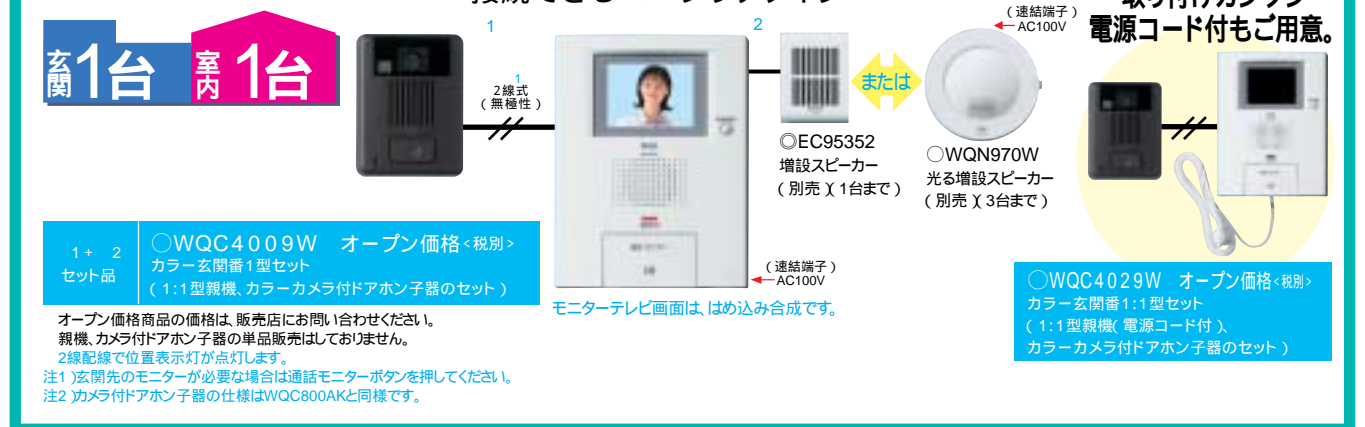 玄関1台
室内1台
1
1
2線式
(無極性)
2
◎EC95352
増設スピーカー
(別売)(1台まで)
または
(連結端子)
AC100V
○WQN970W
光る増設スピーカー
(別売)(3台まで)
電源コード付もご用意。
1+ 2
セット品
○WQC4009W オープン価格<税別>
カラー玄関番1型セット
(1:1型親機、カラーカメラ付ドアホン子器のセット)
(連結端子)
AC100V
モニターテレビ画面は、はめ込み合成です。
○WQC4029W オープン価格<税別>
カラー玄関番1:1型セット
(1:1型親機(電源コード付)、
カラーカメラ付ドアホン子器のセット)
オープン価格商品の価格は、販売店にお問い合わせください。
親機、カメラ付ドアホン子器の単品販売はしておりません。
2線配線で位置表示灯が点灯します。
注1)玄関先のモニターが必要な場合は通話モニターボタンを押してください。
注2)カメラ付ドアホン子器の仕様はWQC800AKと同様です。